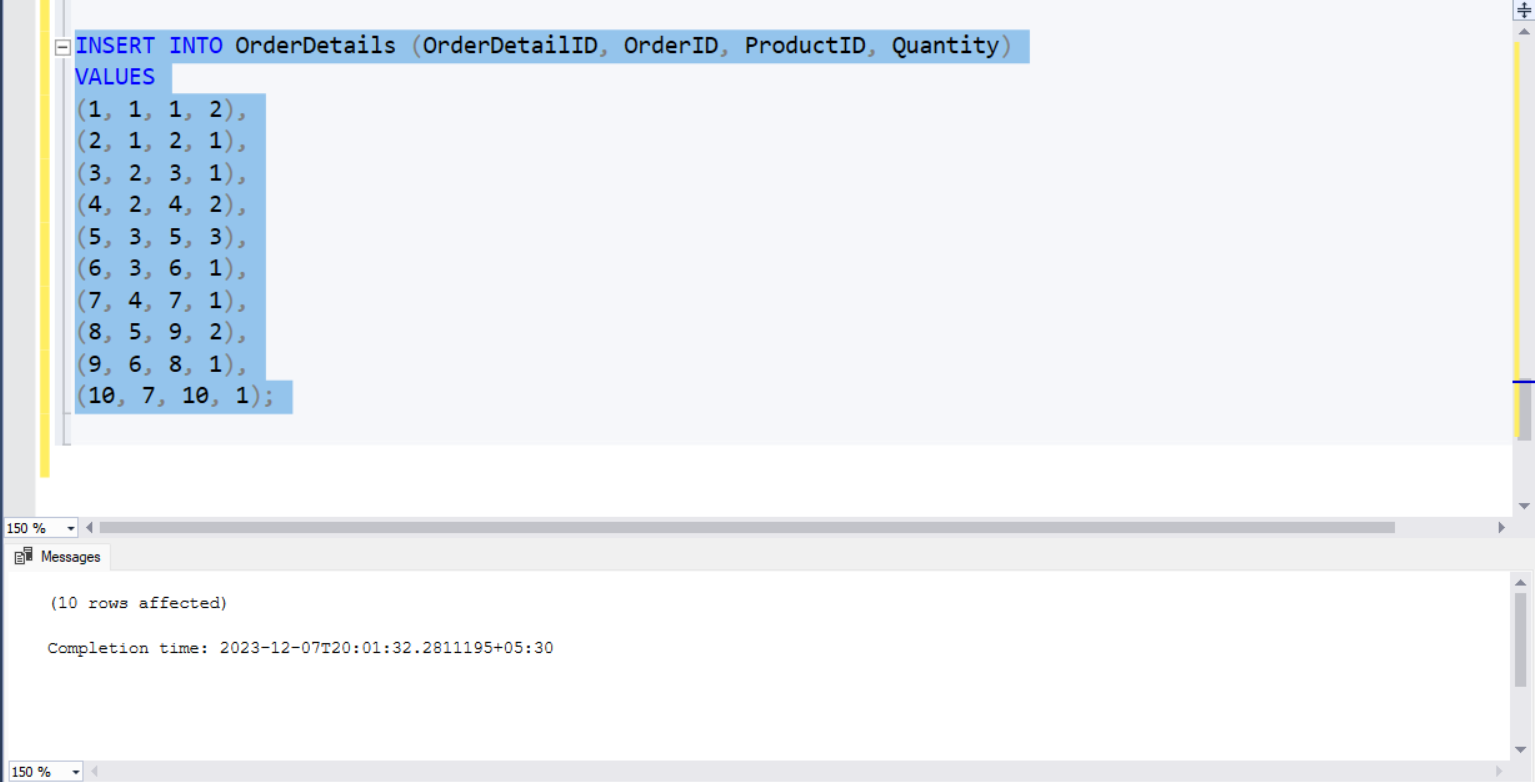 INSERT INTO OrderDetails (OrderDetailID, OrderID, ProductID, Quantity)
VALUES
(1, 1, 1, 2),
(2, 1, 2, 1),
(3, 2, 3, 1),
(4, 2, 4, 2),
(5, 3, 5, 3),
(6, 3, 6, 1),
(7, 4, 7, 1),
(8, 5, 9, 2),
(9, 6, 8, 1),
(10, 7, 10, 1);
150 %
Messages
(10 rows affected)
Completion time: 2023-12-07T20:01:32.2811195+05:30
150 %